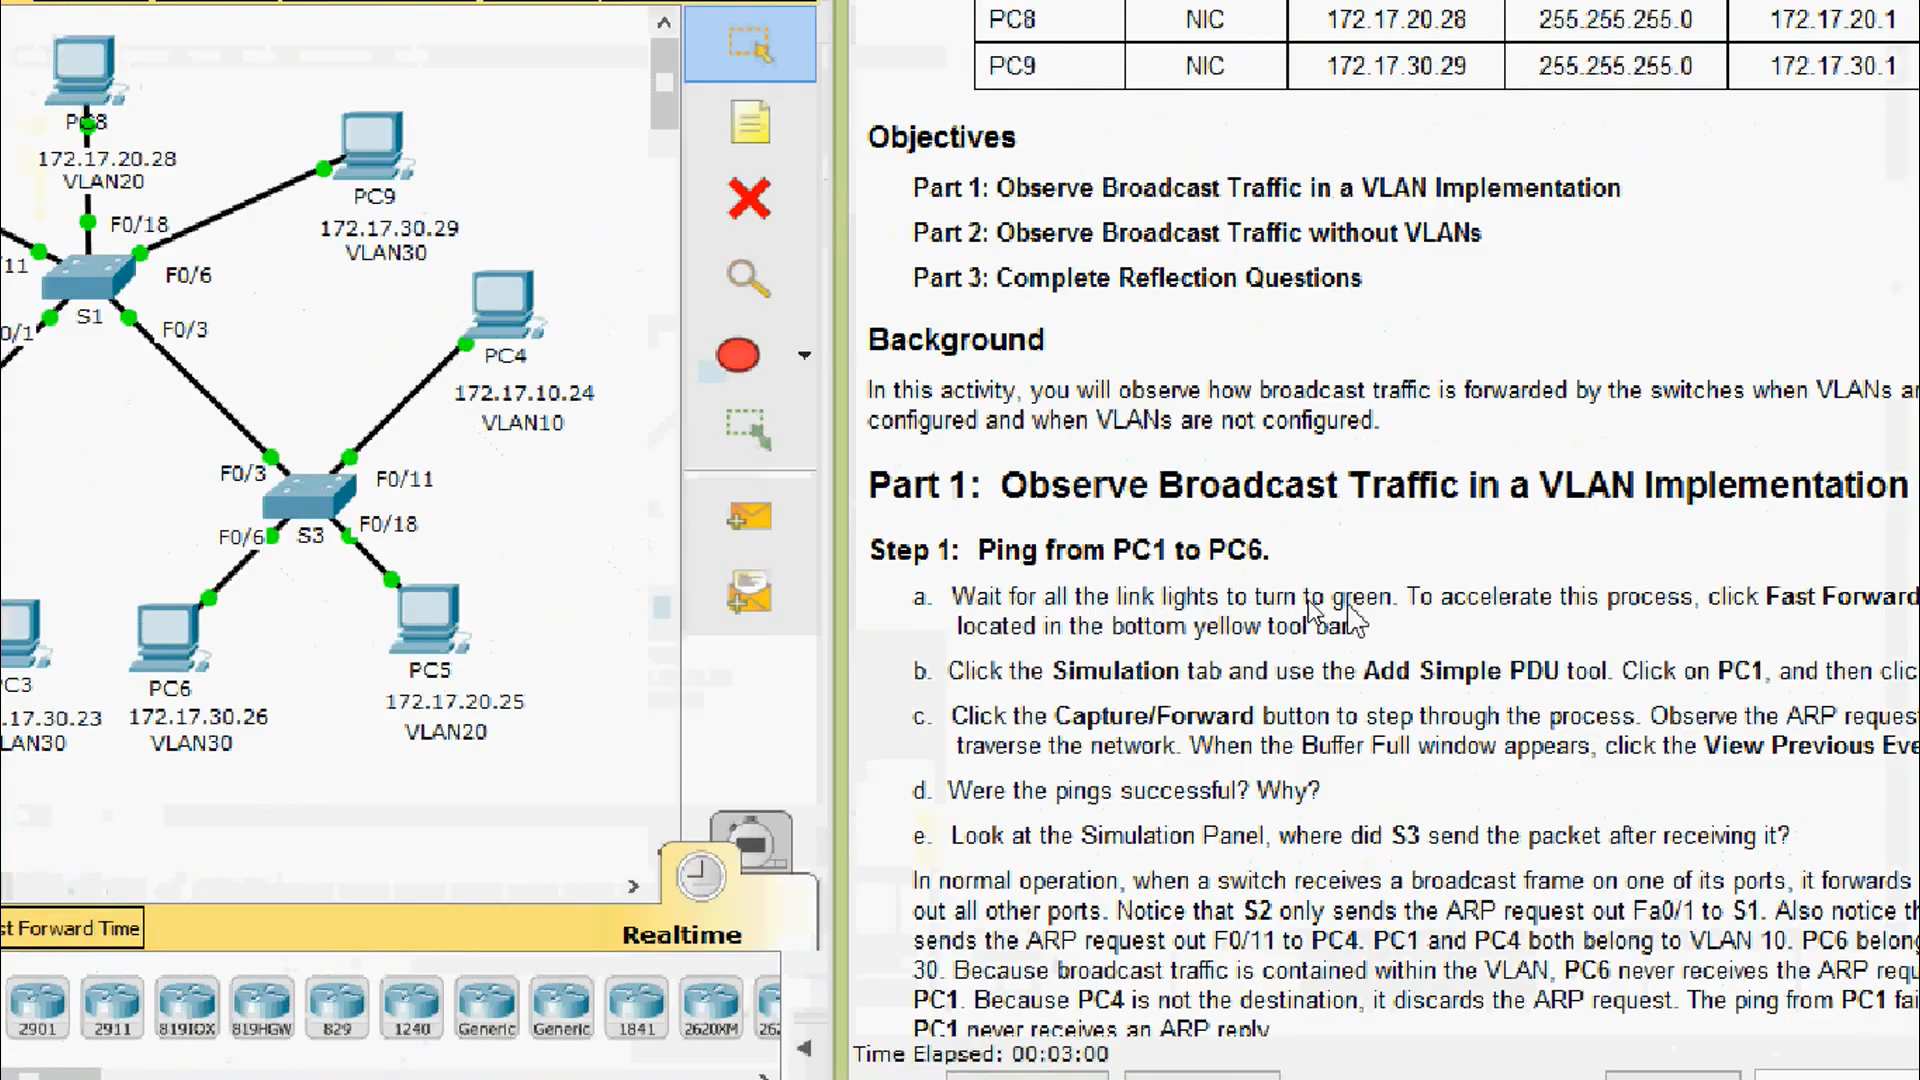 PC8
172.17.20.28
VLAN20
F0/18
PC9
172.17.30.29
VLAN30
F0/6
S1
F0/3
PC4
172.17.10.24
VLAN10
F0/3
F0/11
F0/6
S3
F0/18
PC6
172.17.30.26
VLAN30
PC5
172.17.20.25
VLAN20
.17.30.23
Realtime
2901 2911 819IOX 819HGW 829 1240 Generic Generic 1841 2620XM
PC8 NIC 172.17.20.28 255.255.255.0 172.17.20.1
PC9 NIC 172.17.30.29 255.255.255.0 172.17.30.1
Objectives
Part 1: Observe Broadcast Traffic in a VLAN Implementation
Part 2: Observe Broadcast Traffic without VLANs
Part 3: Complete Reflection Questions
Background
In this activity, you will observe how broadcast traffic is forwarded by the switches when VLANs
configured and when VLANs are not configured.
Part 1: Observe Broadcast Traffic in a VLAN Implementation
Step 1: Ping from PC1 to PC6.
a. Wait for all the link lights to turn to green. To accelerate this process, click Fast Forward
located in the bottom yellow tool bar.
b. Click the Simulation tab and use the Add Simple PDU tool. Click on PC1, and then
c. Click the Capture/Forward button to step through the process. Observe the ARP
traverse the network. When the Buffer Full window appears, click the View Previous
d. Were the pings successful? Why?
e. Look at the Simulation Panel, where did S3 send the packet after receiving it?
In normal operation, when a switch receives a broadcast frame on one of its ports, it forwards
out all other ports. Notice that S2 only sends the ARP request out Fa0/1 to S1. Also notice
sends the ARP request out F0/11 to PC4. PC1 and PC4 both belong to VLAN 10. PC6
30. Because broadcast traffic is contained within the VLAN, PC6 never receives the ARP
PC1. Because PC4 is not the destination, it discards the ARP request. The ping from PC1
PC1 never receives an ARP reply
Time Elapsed: 00:03:00
Forward Time